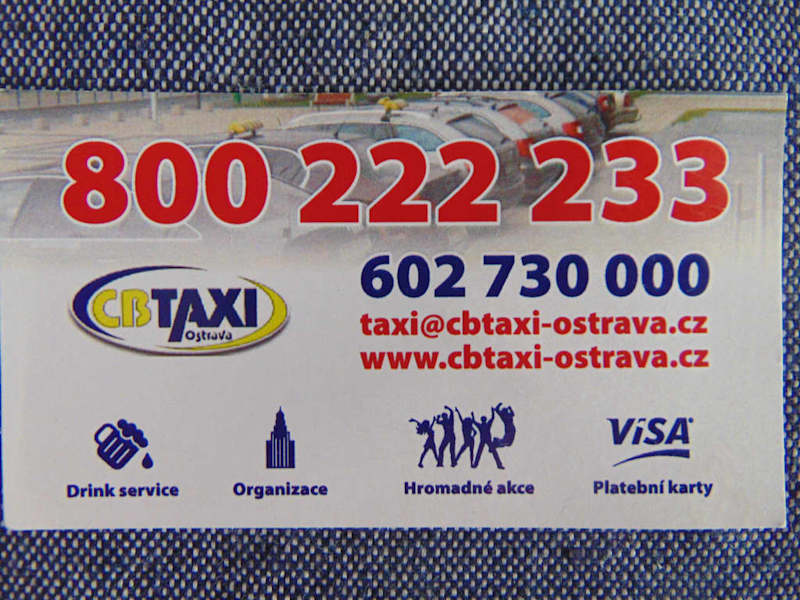 800 222 233
602 730 000
CBTAXI
Ostrava
taxi@cbtaxi-ostrava.cz
www.cbtaxi-ostrava.cz
Drink service
Organizace
Hromadné akce
ViSA
Platební karty